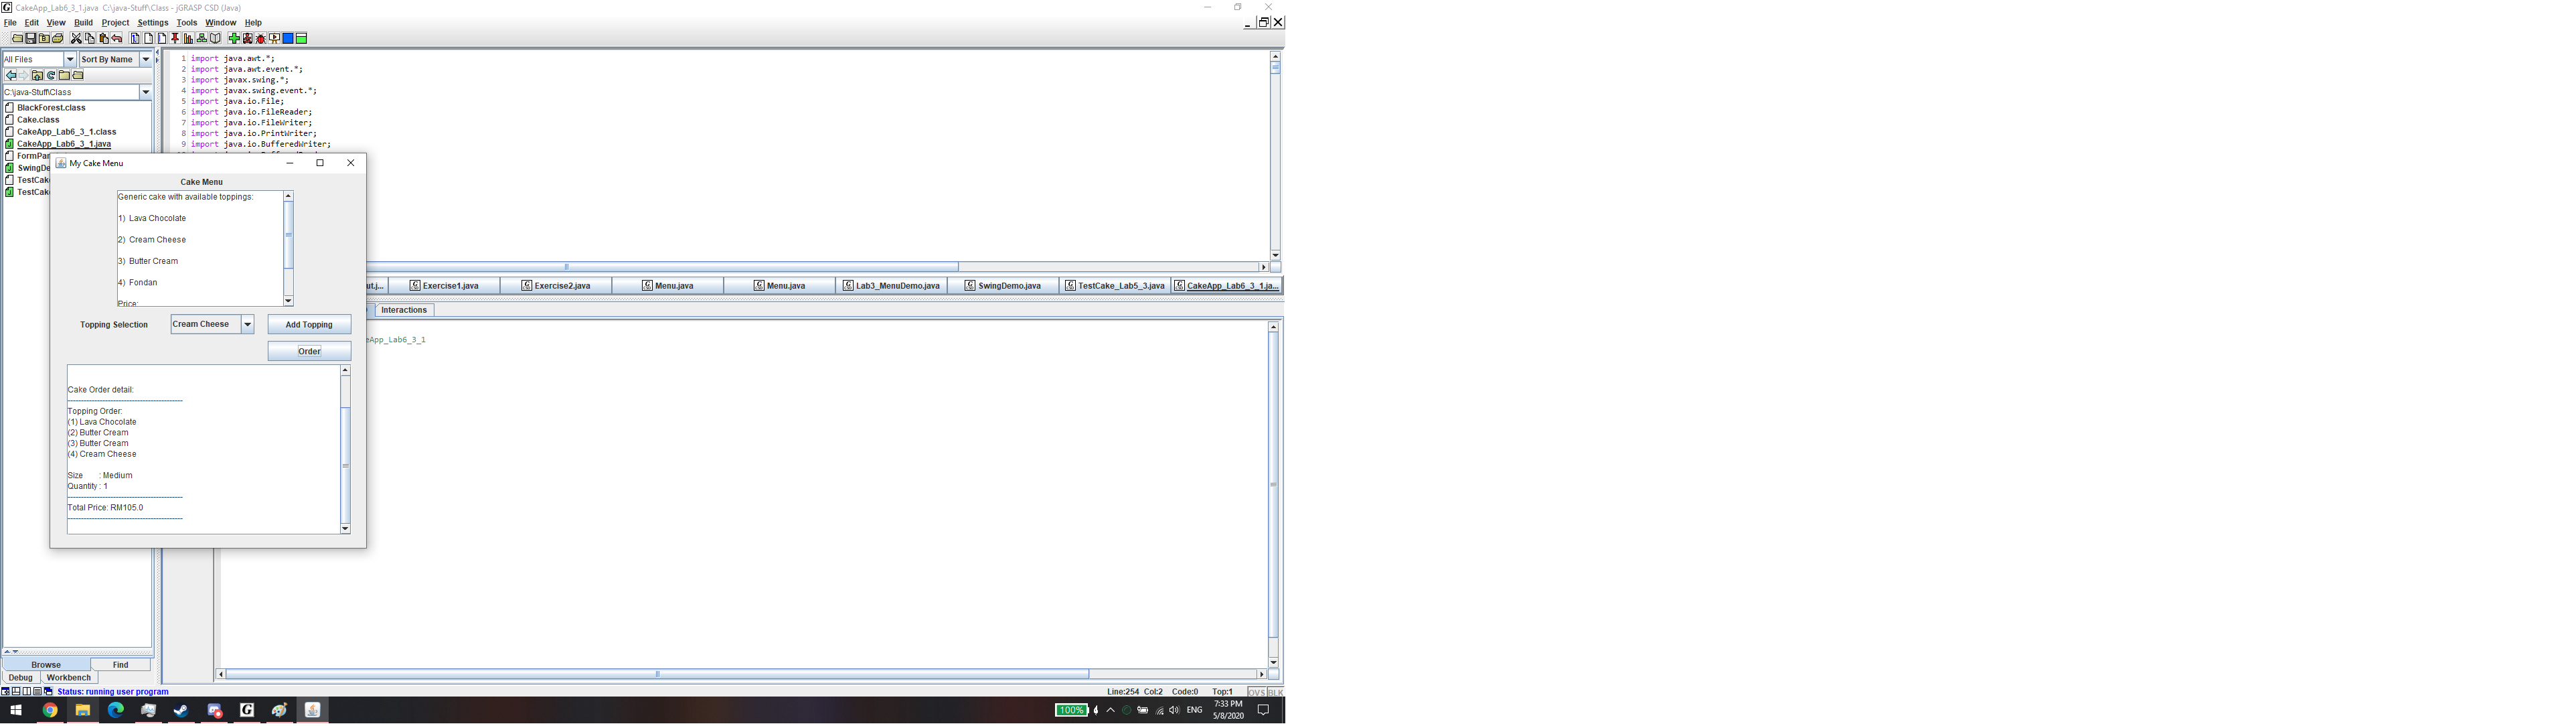 CakeApp_Lab6_3_1.java C:\java-Stuff\Class - jGRASP CSD (Java)
File Edit View Build Project Settings Tools Window Help
All Files Sort By Name
C:\java-Stuff\Class
BlackForest.class
Cake.class
CakeApp_Lab6_3_1.class
CakeApp_Lab6_3_1.java
FormPa
SwingDe
TestCak
TestCak
1 import java.awt.*;
2 import java.awt.event.*;
3 import javax.swing.*;
4 import javax.swing.event.*;
5 import java.io.File;
6 import java.io.FileReader;
7 import java.io.FileWriter;
8 import java.io.PrintWriter;
9 import java.io.BufferedWriter;
My Cake Menu
Cake Menu
Generic cake with available toppings:
1) Lava Chocolate
2) Cream Cheese
3) Butter Cream
4) Fondan
Price:
Topping Selection Cream Cheese Add Topping
Order
Cake Order detail:
------------------------------------------
Topping Order:
(1) Lava Chocolate
(2) Butter Cream
(3) Butter Cream
(4) Cream Cheese
Size : Medium
Quantity : 1
------------------------------------------
Total Price: RM105.0
------------------------------------------
ut.j... Exercise1.java Exercise2.java Menu.java Menu.java Lab3_MenuDemo.java SwingDemo.java TestCake_Lab5_3.java CakeApp_Lab6_3_1.ja...
Interactions
eApp_Lab6_3_1
Browse Find
Debug Workbench
Status: running user program
Line:254 Col:2 Code:0 Top:1 OVS BLK
100% ENG 7:33 PM
5/8/2020